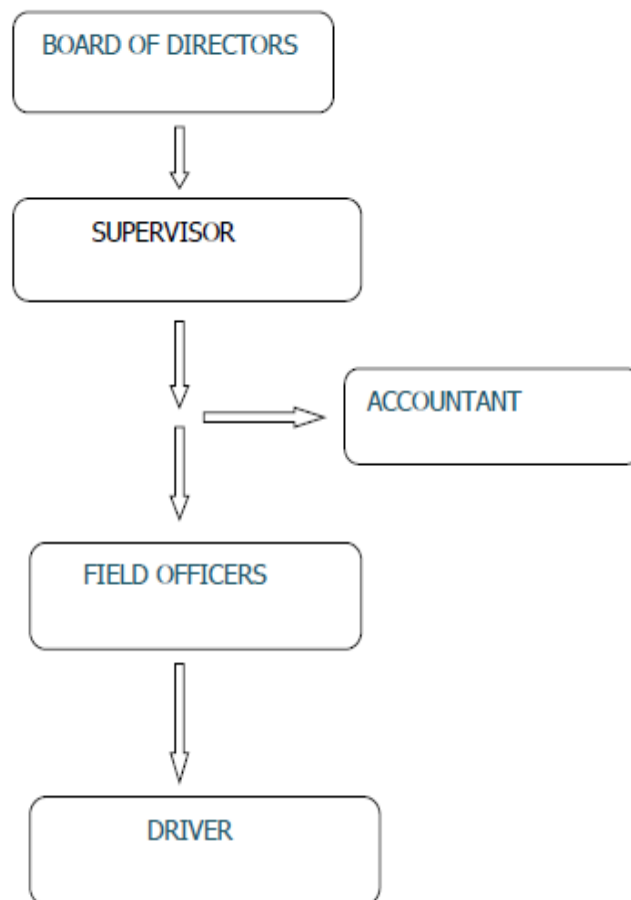 BOARD OF DIRECTORS
SUPERVISOR
ACCOUNTANT
FIELD OFFICERS
DRIVER